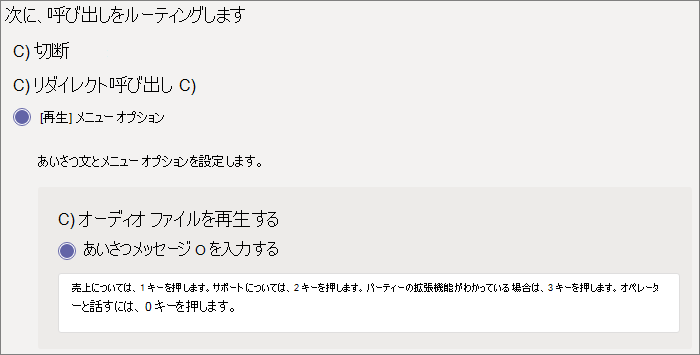 次に、呼び出しをルーティングします
C) 切断
C) リダイレクト呼び出し C)
[再生] メニュー オプション
あいさつ文とメニュー オプションを設定します。
C) オーディオ ファイルを再生する
あいさつメッセージ O を入力する
売上については、1 キーを押します。サポートについては、2 キーを押します。パーティーの拡張機能がわかっている場合は、3 キーを押します。オペレータ
ーと話すには、0 キーを押します。